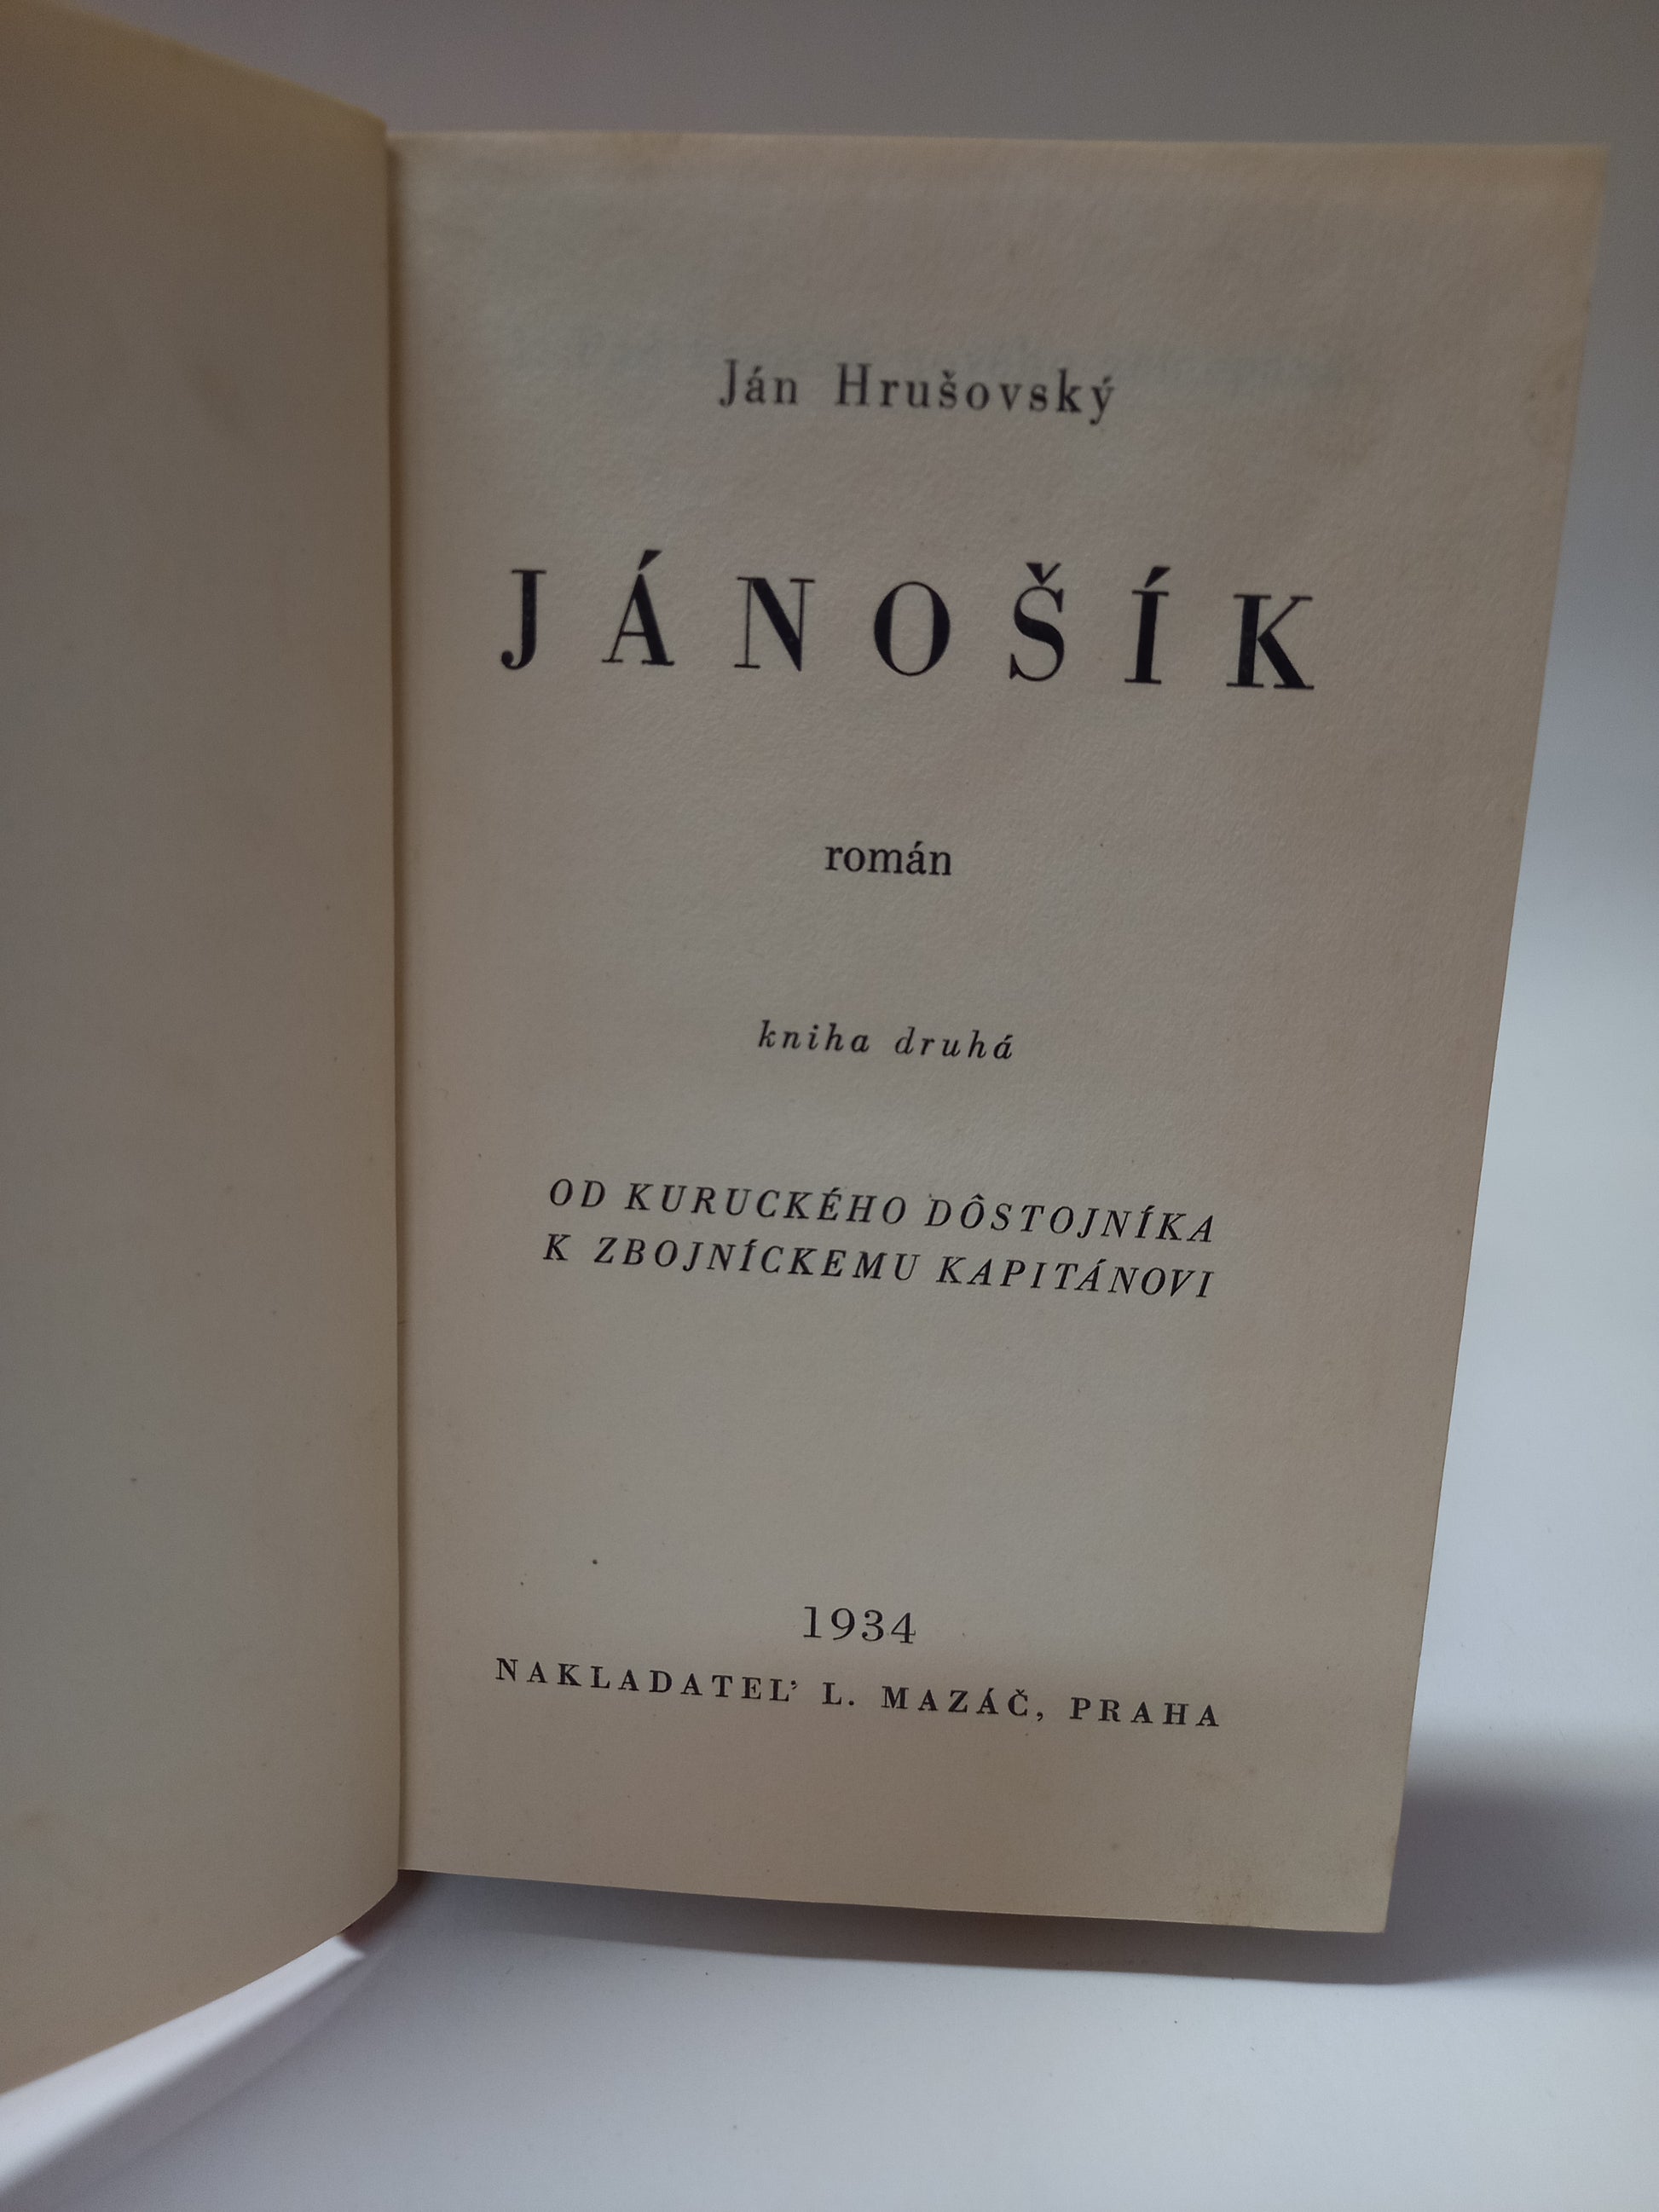 Ján Hrušovský
JÁNOŠÍK
román
kniha druhá
OD KURUCKÉHO DÔSTOJNÍKA
K ZBOJNÍCKEMU KAPITÁNOVI
1934
NAKLADATEĽ L. MAZÁČ, PRAHA